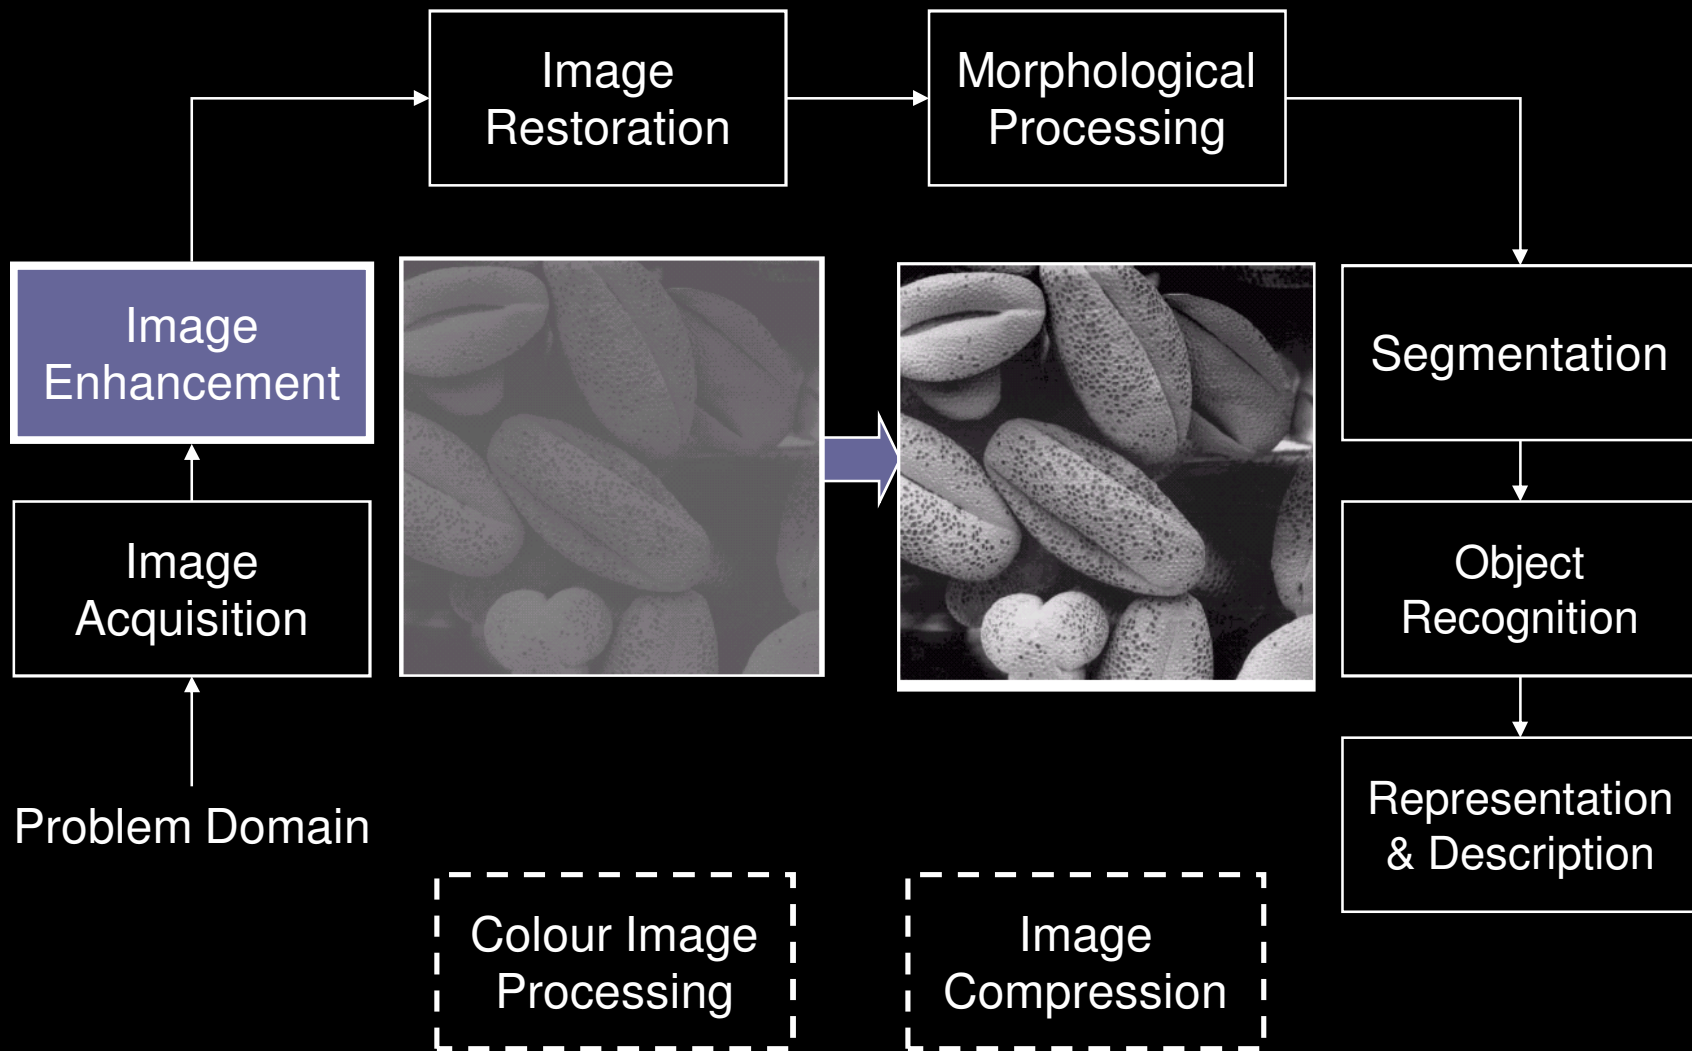 Image
Restoration
Morphological
Processing
Image
Enhancement
Segmentation
Image
Acquisition
Object
Recognition
Problem Domain
Representation
& Description
Colour Image
Processing
Image
Compression